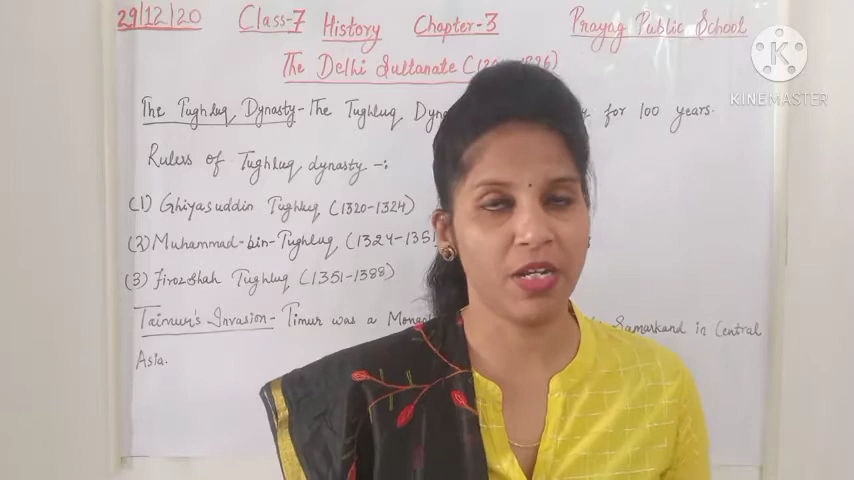 29/12/20 Class-7 History Chapter-3 Prayag Public School
The Delhi Sultanate
The Tughluq Dynasty- The Tughluq for 100 years.
Rulers of Tughluq dynasty -:
(1) Ghiyasuddin Tughluq (1320-1324)
(2) Muhammad-bin-Tughluq (1324-1351
(3) Firozshah Tughluq (1351-1388)
Taimur's Invasion- Timur was a Samarkand in Central
Asia.
K
KINEMASTER